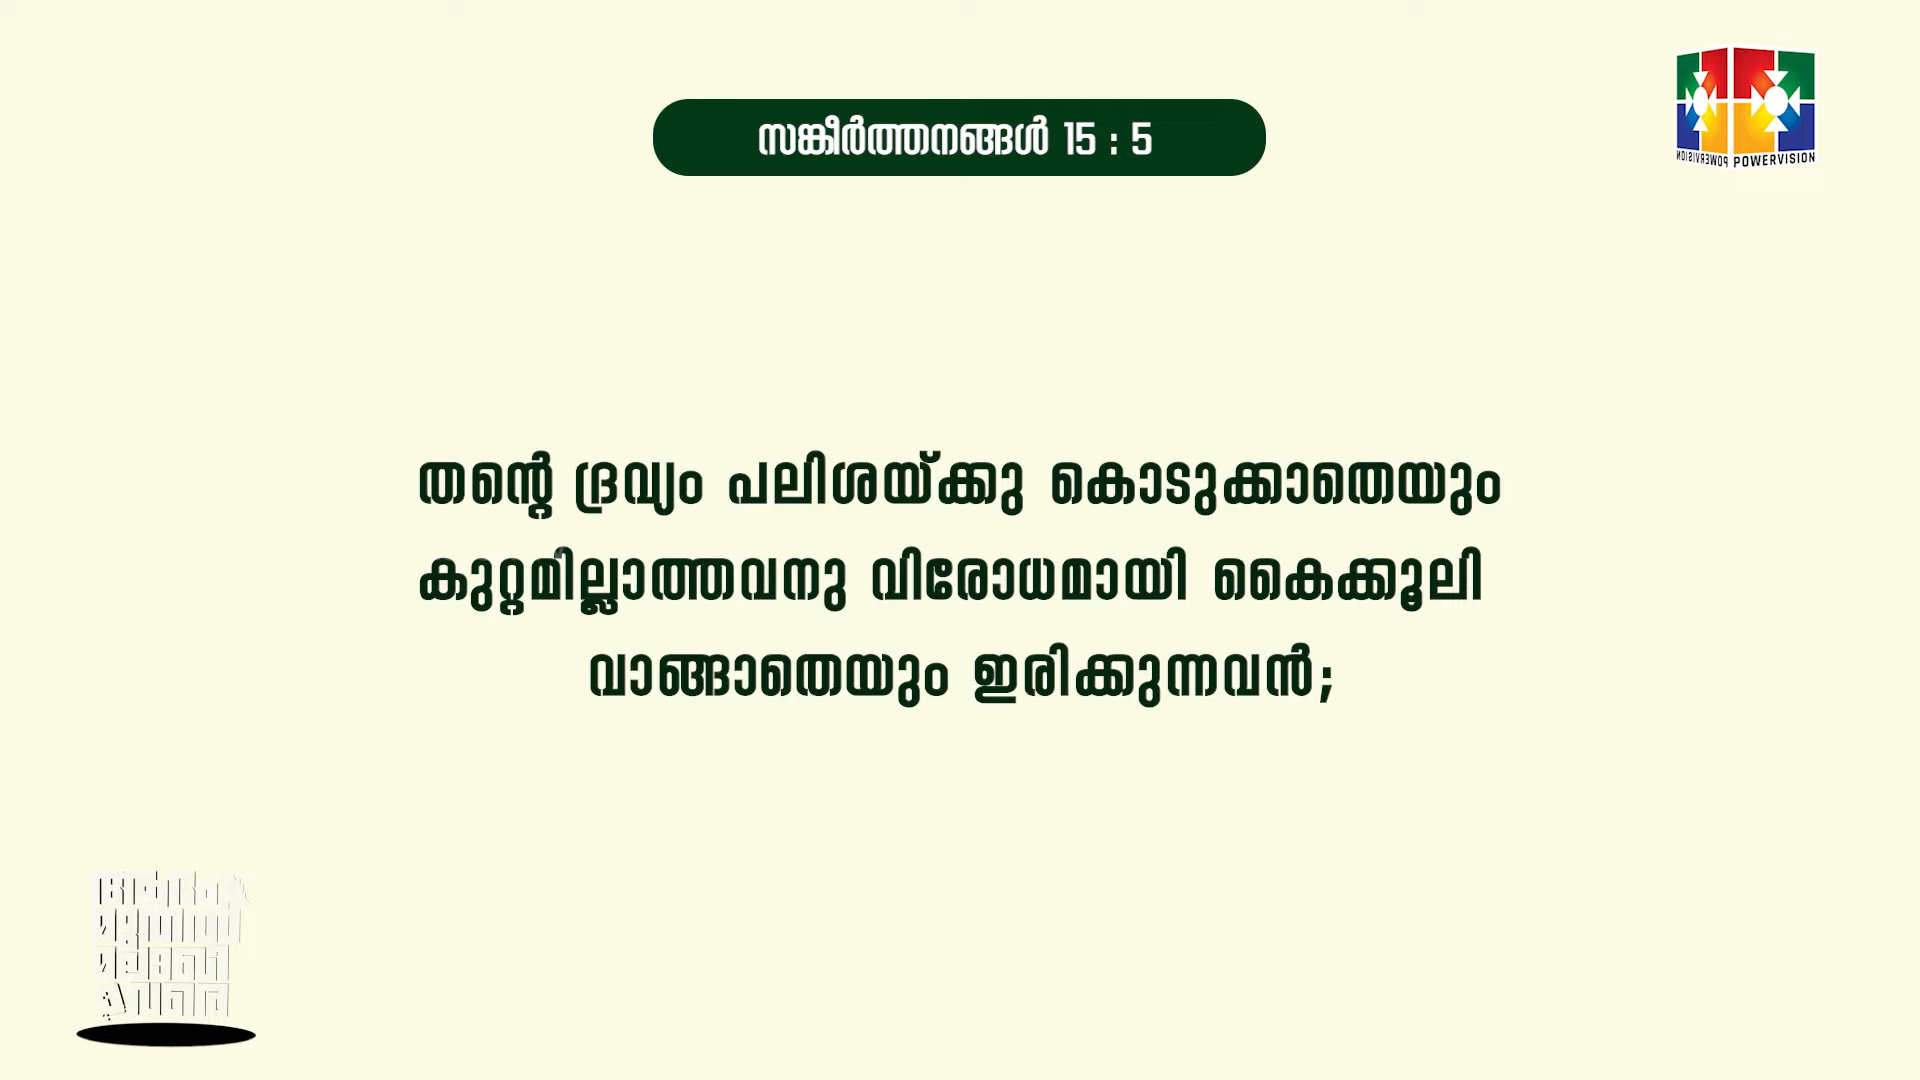 സങ്കീർത്തനങ്ങൾ 15 : 5
POWERVISION
തന്റെ ദ്രവ്യം പലിശയ്ക്കു കൊടുക്കാതെയും
കുറ്റമില്ലാത്തവനു വിരോധമായി കൈക്കൂലി
വാങ്ങാതെയും ഇരിക്കുന്നവൻ;